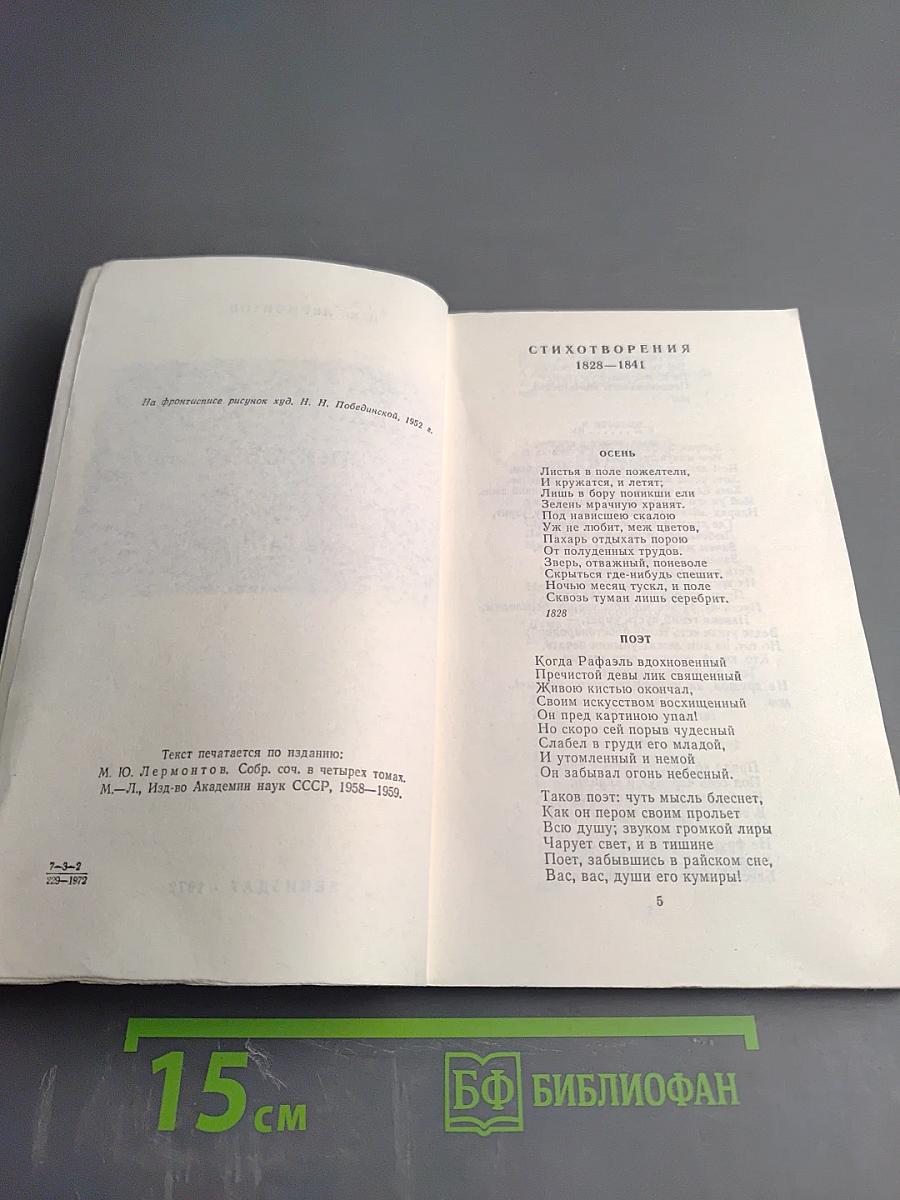 На фронтисписе рисунок худ. Н. Н. Побединской, 1952 г.
Текст печатается по изданию:
М. Ю. Лермонтов. Собр. соч. в четырех томах.
М.—Л., Изд-во Академии наук СССР, 1958—1959.
7—3—2
229—1972
СТИХОТВОРЕНИЯ
1828—1841
ОСЕНЬ
Листья в поле пожелтели,
И кружатся, и летят;
Лишь в бору поникши ели
Зелень мрачную хранят.
Под нависшею скалою
Уж не любит, меж цветов,
Пахарь отдыхать порою
От полуденных трудов.
Зверь, отважный, поневоле
Скрыться где-нибудь спешит.
Ночью месяц тускл, и поле
Сквозь туман лишь серебрит.
1828
ПОЭТ
Когда Рафаэль вдохновенный
Пречистой девы лик священный
Живою кистью окончал,
Своим искусством восхищенный
Он пред картиною упал!
Но скоро сей порыв чудесный
Слабел в груди его младой,
И утомленный и немой
Он забывал огонь небесный.
Таков поэт: чуть мысль блеснет,
Как он пером своим прольет
Всю душу; звуком громкой лиры
Чарует свет, и в тишине
Поет, забывшись в райском сне,
Вас, вас, души его кумиры!
5
15 см
БФ БИБЛИОФАН